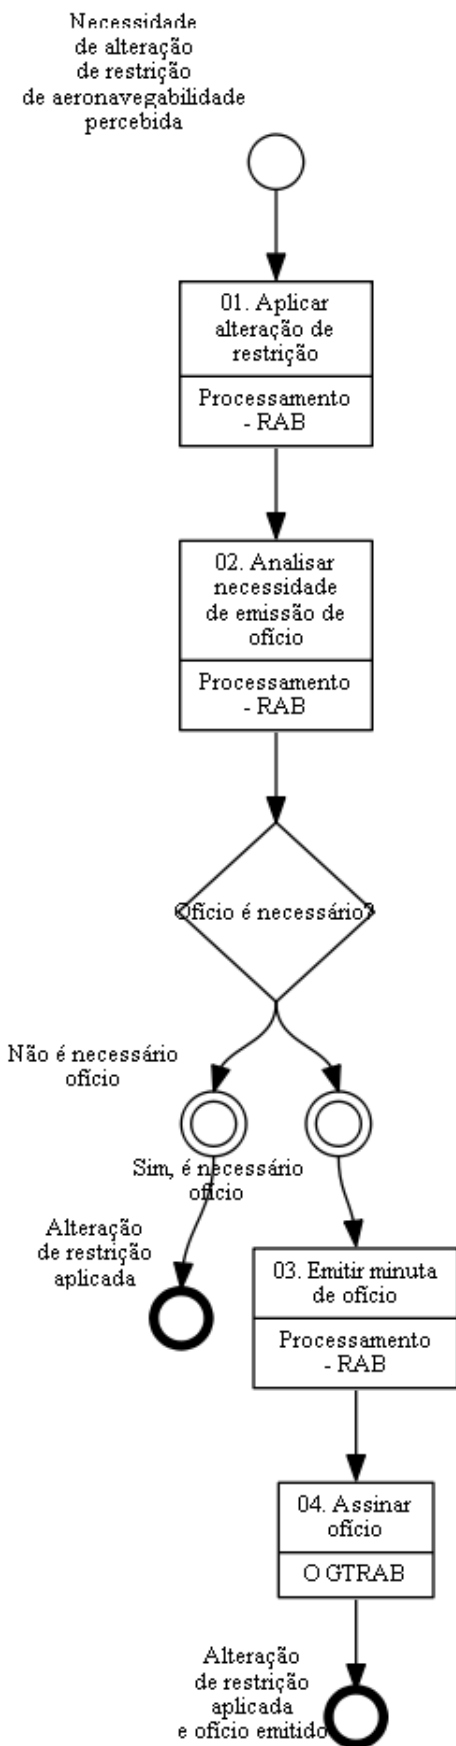 Necessidade
de alteração
de restrição
de aeronavegabilidade
percebida
01. Aplicar
alteração de
restrição
Processamento
- RAB
02. Analisar
necessidade
de emissão de
ofício
Processamento
- RAB
Ofício é necessário?
Não é necessário
ofício
Sim, é necessário
ofício
Alteração
de restrição
aplicada
03. Emitir minuta
de ofício
Processamento
- RAB
04. Assinar
ofício
O GTRAB
Alteração
de restrição
aplicada
e ofício emitido